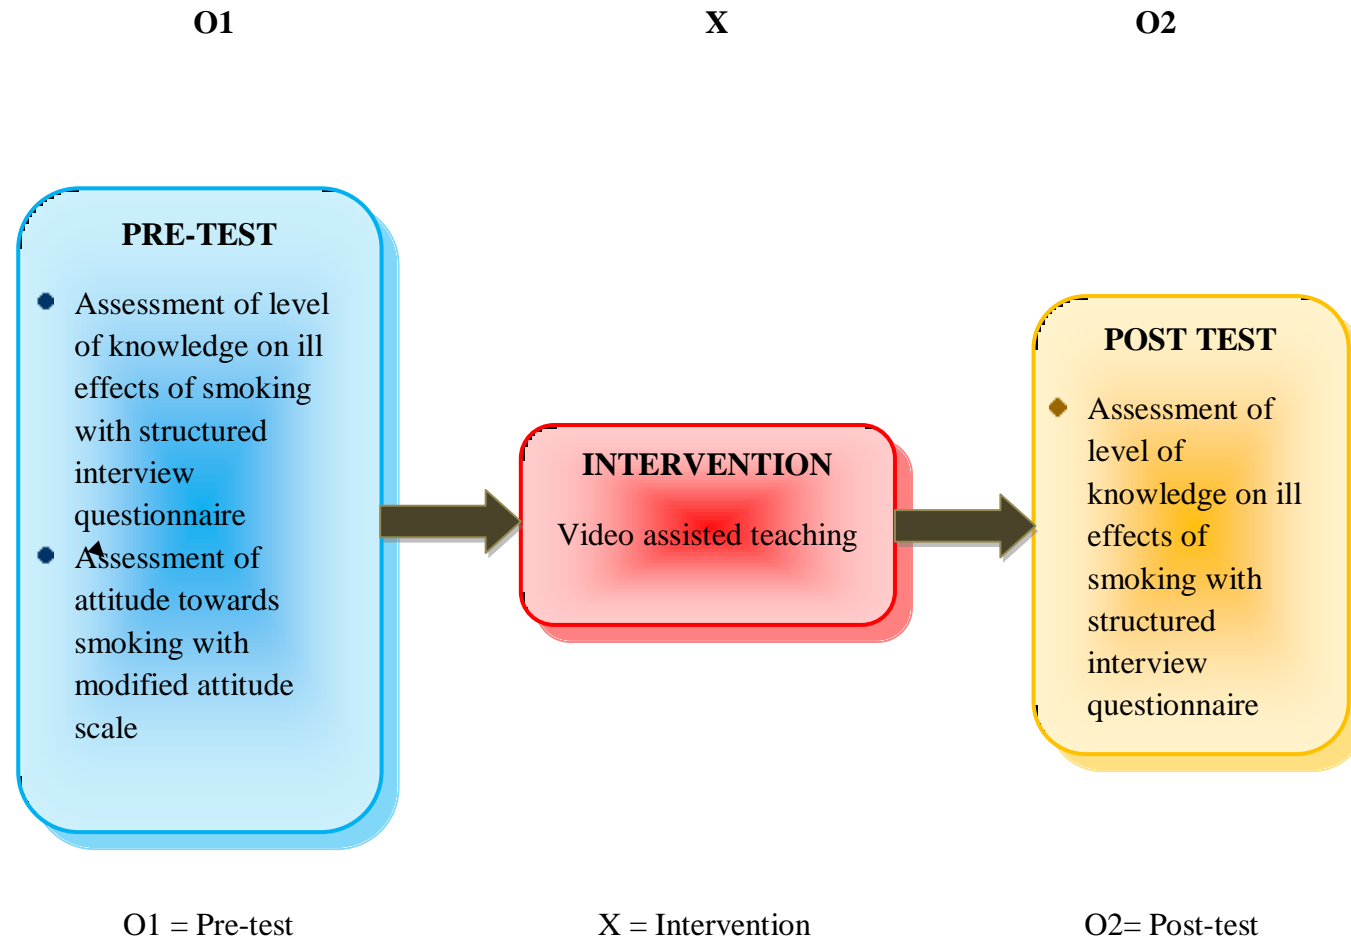 O1 X O2
PRE-TEST
Assessment of level
of knowledge on ill
effects of smoking
with structured
interview
questionnaire
Assessment of
attitude towards
smoking with
modified attitude
scale
INTERVENTION
Video assisted teaching
POST TEST
Assessment of
level of
knowledge on ill
effects of
smoking with
structured
interview
questionnaire
O1 = Pre-test X = Intervention O2= Post-test